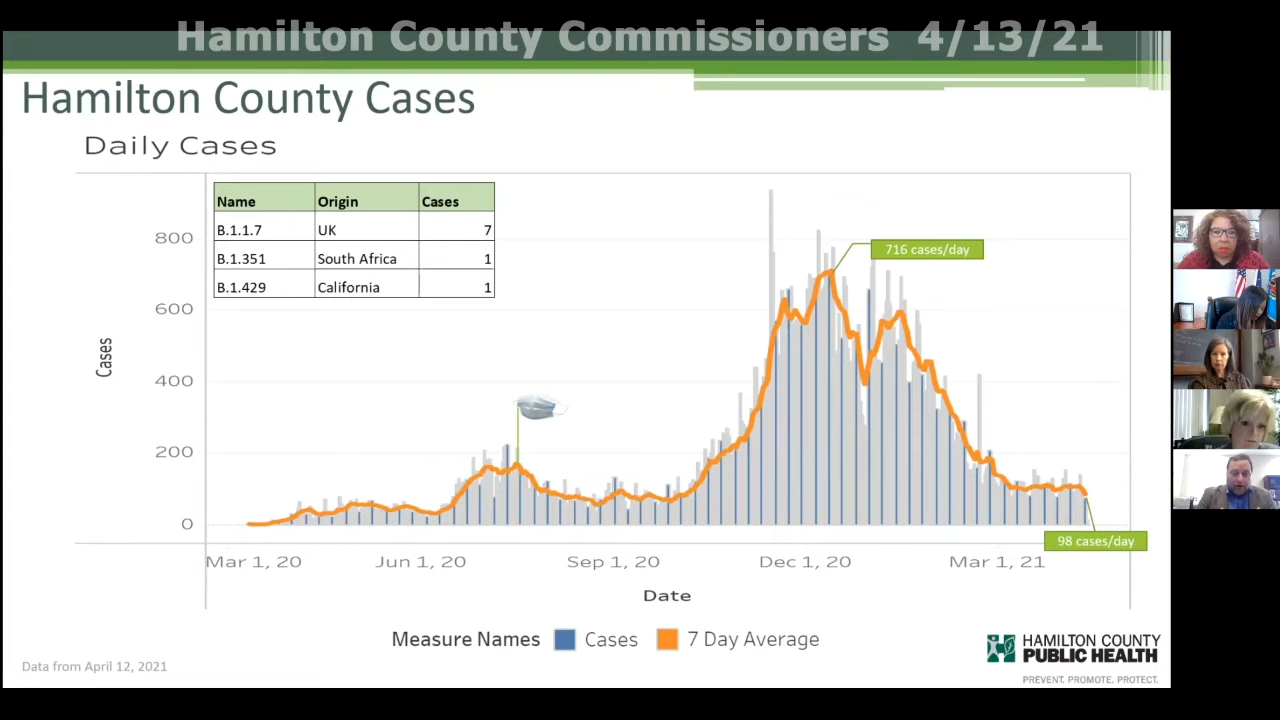 Hamilton County Commissioners 4/13/21
Hamilton County Cases
Daily Cases
Name Origin Cases
B.1.1.7 UK 7
B.1.351 South Africa 1
B.1.429 California 1
716 cases/day
800
600
400
200
0
Cases
98 cases/day
Mar 1, 20 Jun 1, 20 Sep 1, 20 Dec 1, 20 Mar 1, 21
Date
Measure Names Cases 7 Day Average
Data from April 12, 2021
HAMILTON COUNTY
PUBLIC HEALTH
PREVENT. PROMOTE. PROTECT.